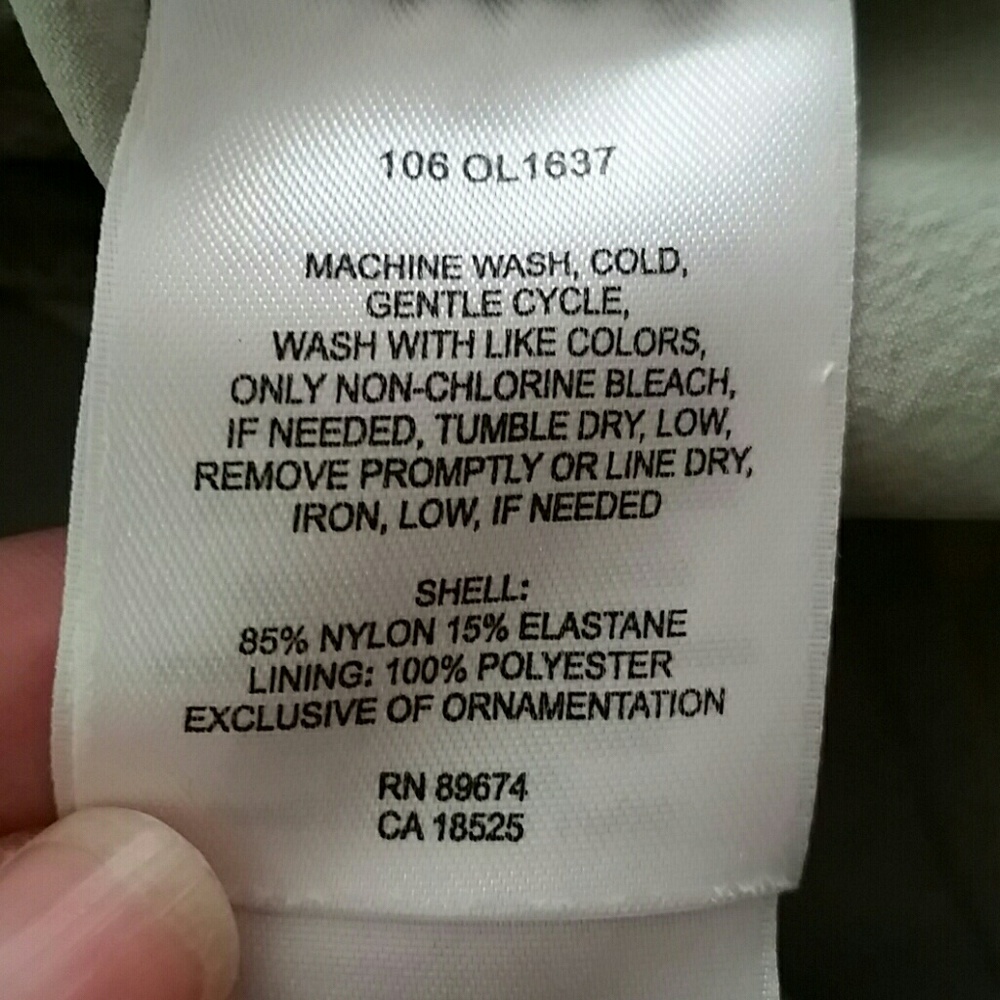 106 OL1637
MACHINE WASH, COLD,
GENTLE CYCLE,
WASH WITH LIKE COLORS,
ONLY NON-CHLORINE BLEACH,
IF NEEDED, TUMBLE DRY, LOW,
REMOVE PROMPTLY OR LINE DRY,
IRON, LOW, IF NEEDED
SHELL:
85% NYLON 15% ELASTANE
LINING: 100% POLYESTER
EXCLUSIVE OF ORNAMENTATION
RN 89674
CA 18525